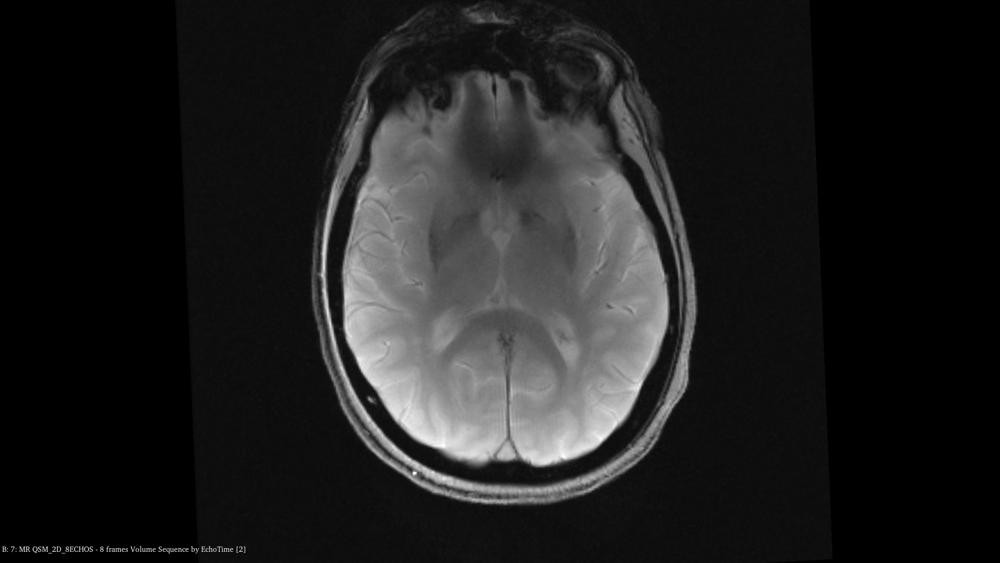 B: 7: MR QSM_2D_8ECHOS - 8 frames Volume Sequence by EchoTime [2]